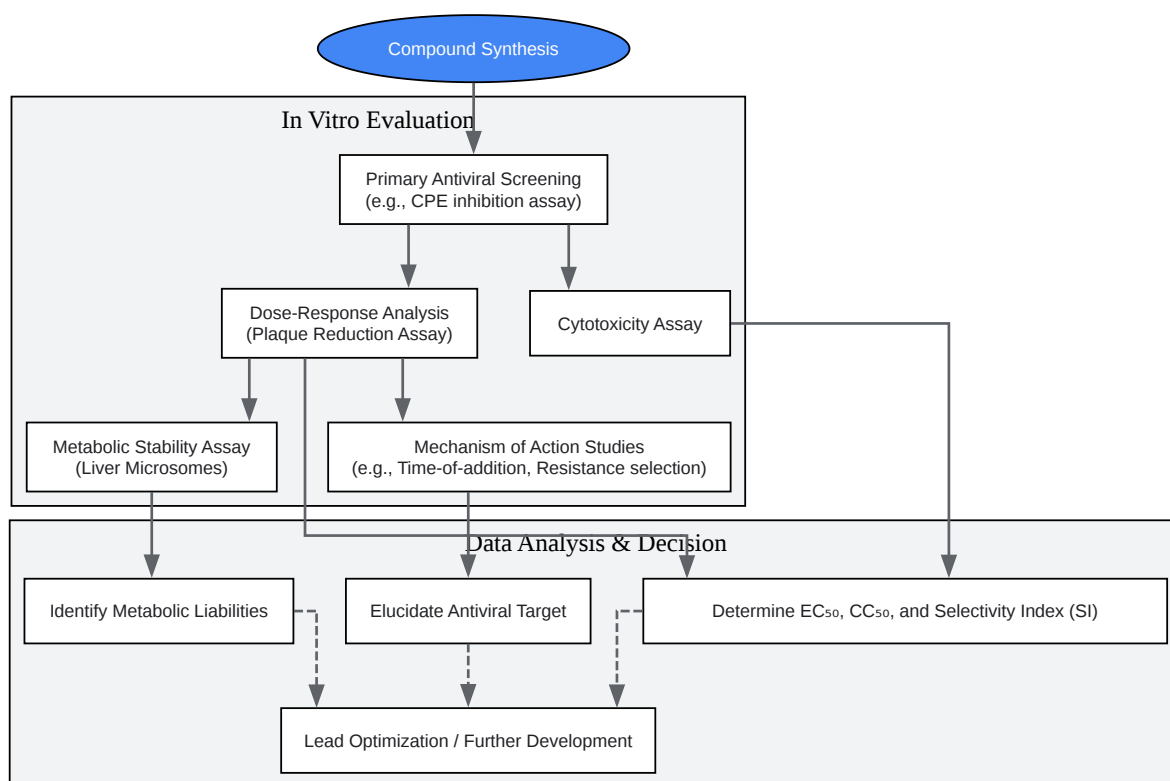 Compound Synthesis
In Vitro Evaluation
Primary Antiviral Screening
(e.g., CPE inhibition assay)
Dose-Response Analysis
(Plaque Reduction Assay)
Cytotoxicity Assay
Metabolic Stability Assay
(Liver Microsomes)
Mechanism of Action Studies
(e.g., Time-of-addition, Resistance selection)
Data Analysis & Decision
Identify Metabolic Liabilities
Elucidate Antiviral Target
Determine EC₅₀, CC₅₀, and Selectivity Index (SI)
Lead Optimization / Further Development